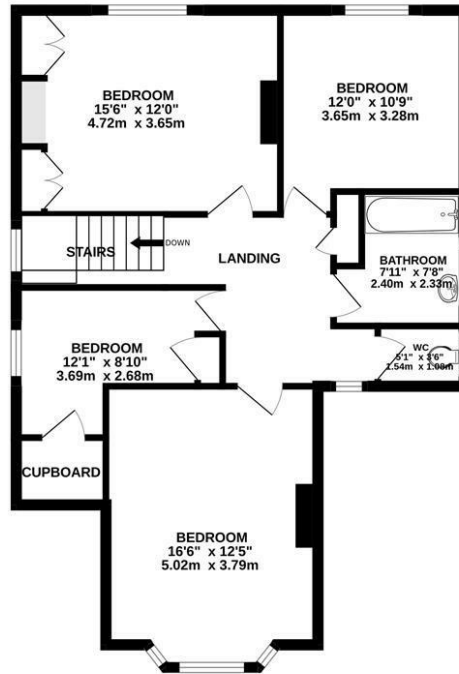 BEDROOM
15'6" x 12'0"
4.72m x 3.65m
BEDROOM
12'0" x 10'9"
3.65m x 3.28m
STAIRS
DOWN
LANDING
BATHROOM
7'11" x 7'8"
2.40m x 2.33m
BEDROOM
12'1" x 8'10"
3.69m x 2.68m
WC
5'1" x 3'6"
1.54m x 1.08m
CUPBOARD
BEDROOM
16'6" x 12'5"
5.02m x 3.79m